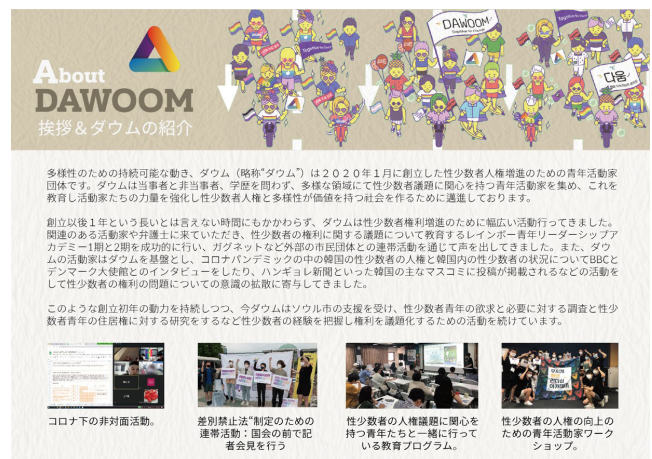 DAWOOM
다움
About
DAWOOM
挨拶＆ダウムの紹介
多様性のための持続可能な動き、ダウム（略称“ダウム”）は２０２０年１月に創立した性少数者人権増進のための青年活動家
団体です。ダウムは当事者と非当事者、学歴を問わず、多様な領域にて性少数者議題に関心を持つ青年活動家を集め、これを
教育し活動家たちの力量を強化し性少数者人権と多様性が価値を持つ社会を作るために邁進しております。
創立以後１年という長いとは言えない時間にもかかわらず、ダウムは性少数者権利増進のために幅広い活動行ってきました。
関連のある活動家や弁護士に来ていただき、性少数者の権利に関する議題について教育するレインボー青年リーダーシップア
カデミー1期と2期を成功的に行い、ガグネットなど外部の市民団体との連帯活動を通じて声を出してきました。また、ダウ
ムの活動家はダウムを基盤とし、コロナパンデミックの中の韓国の性少数者の人権と韓国内の性少数者の状況についてBBCと
デンマーク大使館とのインタビューをしたり、ハンギョレ新聞といった韓国の主なマスコミに投稿が掲載されるなどの活動を
して性少数者の権利の問題についての意識の拡散に寄与してきました。
このような創立初年の動力を持続しつつ、今ダウムはソウル市の支援を受け、性少数者青年の欲求と必要に対する調査と性少
数者青年の住居権に対する研究をするなど性少数者の経験を把握し権利を議題化するための活動を続けています。
コロナ下の非対面活動。
差別禁止法“制定のための
連帯活動：国会の前で記
者会見を行う
性少数者の人権議題に関心を
持つ青年たちと一緒に行って
いる教育プログラム。
性少数者の人権の向上の
ための青年活動家ワーク
ショップ。